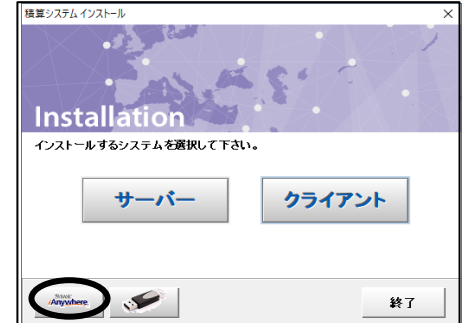 積算システム インストール
Installation
インストールするシステムを選択して下さい。
サーバー
クライアント
Anywhere
終了